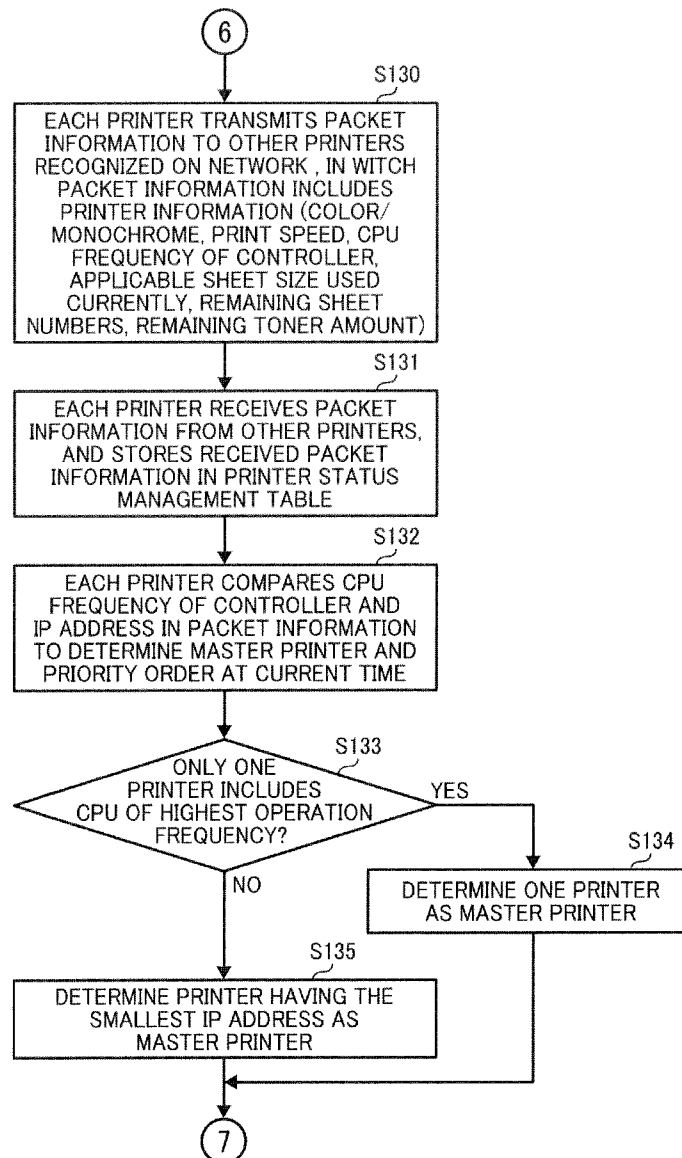 6
S130
EACH PRINTER TRANSMITS PACKET
INFORMATION TO OTHER PRINTERS
RECOGNIZED ON NETWORK , IN WITCH
PACKET INFORMATION INCLUDES
PRINTER INFORMATION (COLOR/
MONOCHROME, PRINT SPEED, CPU
FREQUENCY OF CONTROLLER,
APPLICABLE SHEET SIZE USED
CURRENTLY, REMAINING SHEET
NUMBERS, REMAINING TONER AMOUNT)
S131
EACH PRINTER RECEIVES PACKET
INFORMATION FROM OTHER PRINTERS,
AND STORES RECEIVED PACKET
INFORMATION IN PRINTER STATUS
MANAGEMENT TABLE
S132
EACH PRINTER COMPARES CPU
FREQUENCY OF CONTROLLER AND
IP ADDRESS IN PACKET INFORMATION
TO DETERMINE MASTER PRINTER AND
PRIORITY ORDER AT CURRENT TIME
S133
ONLY ONE
PRINTER INCLUDES
CPU OF HIGHEST OPERATION
FREQUENCY?
YES
S134
DETERMINE ONE PRINTER
AS MASTER PRINTER
NO
S135
DETERMINE PRINTER HAVING THE
SMALLEST IP ADDRESS AS
MASTER PRINTER
7